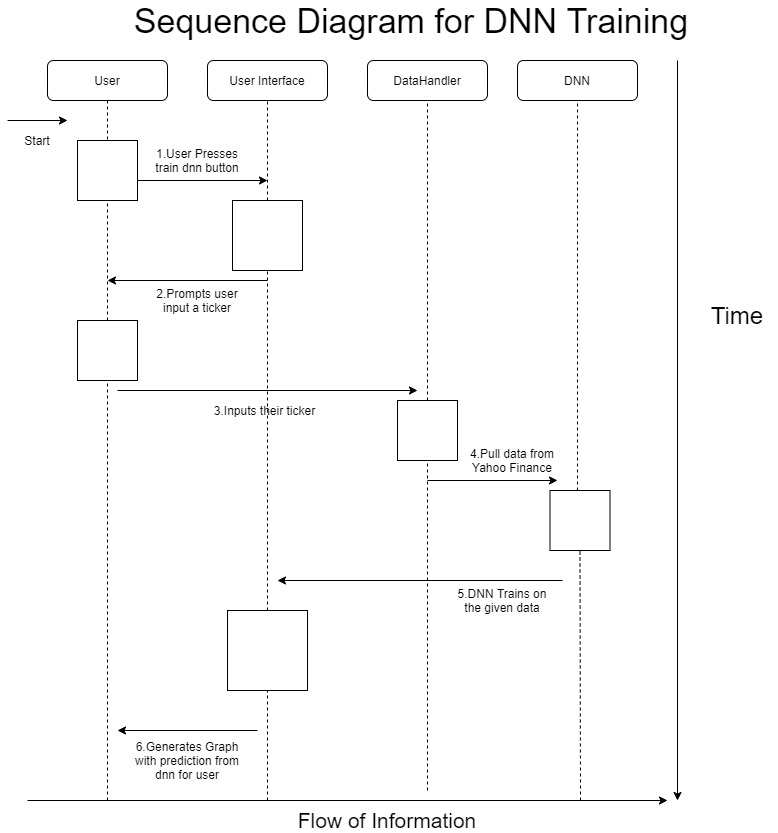 Sequence Diagram for DNN Training
User
User Interface
DataHandler
DNN
Start
1.User Presses
train dnn button
2.Prompts user
input a ticker
Time
3.Inputs their ticker
4.Pull data from
Yahoo Finance
5.DNN Trains on
the given data
6.Generates Graph
with prediction from
dnn for user
Flow of Information